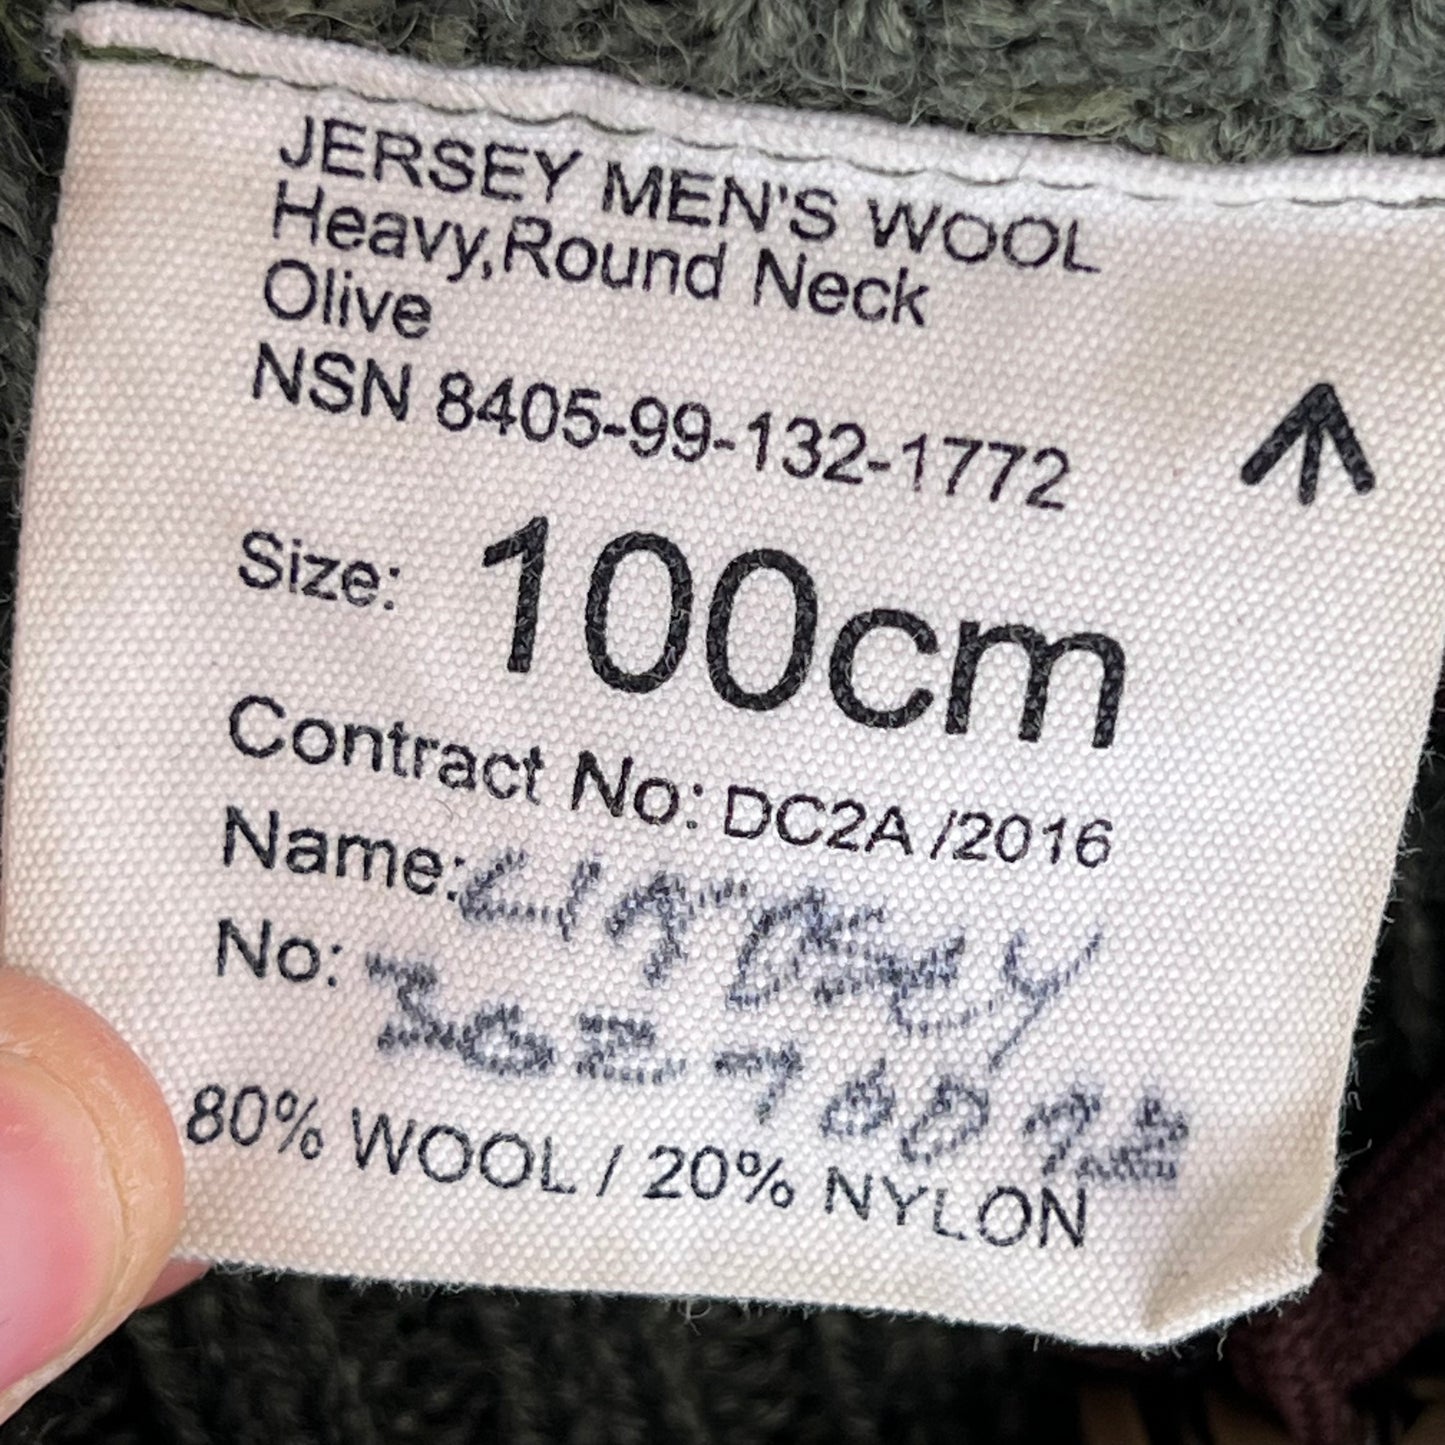 JERSEY MEN'S WOOL
Heavy,Round Neck
Olive
NSN 8405-99-132-1772
Size: 100cm
Contract No: DC2A /2016
Name:
No:
80% WOOL / 20% NYLON